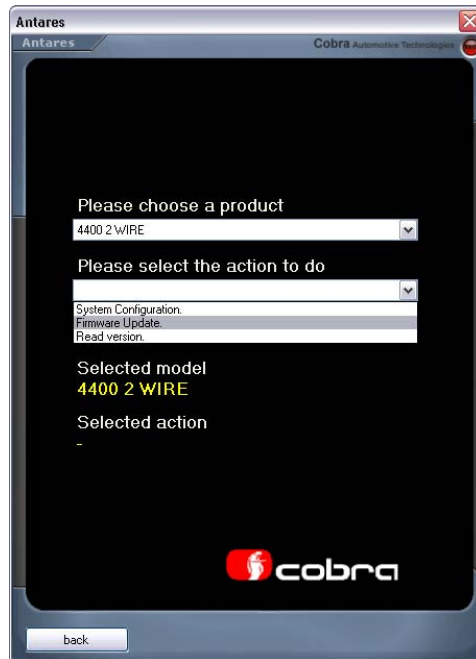 Antares
Antares
Cobra Automotive Technologies
Please choose a product
4400 2 WIRE
Please select the action to do
System Configuration.
Firmware Update.
Read version.
Selected model
4400 2 WIRE
Selected action
-
cobra
back